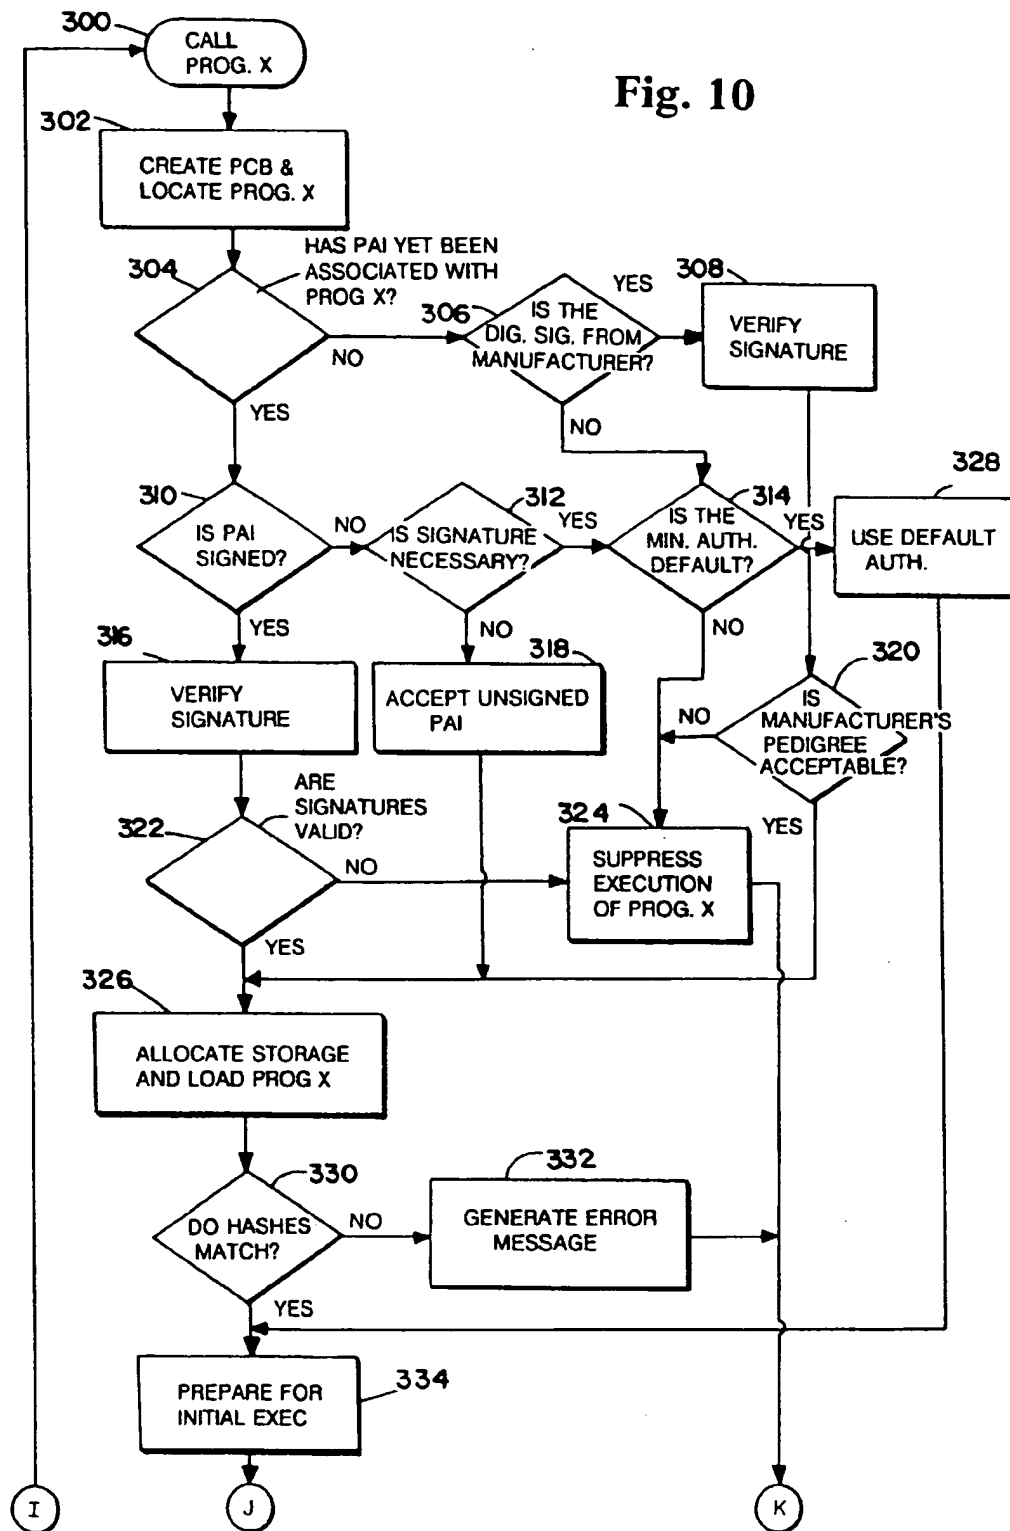 300
CALL
PROG. X
Fig. 10
302
CREATE PCB &
LOCATE PROG. X
304
HAS PAI YET BEEN
ASSOCIATED WITH
PROG X?
NO
YES
306
IS THE
DIG. SIG. FROM
MANUFACTURER?
YES
NO
308
VERIFY
SIGNATURE
310
IS PAI
SIGNED?
NO
YES
312
IS SIGNATURE
NECESSARY?
YES
NO
314
IS THE
MIN. AUTH.
DEFAULT?
YES
NO
328
USE DEFAULT
AUTH.
316
VERIFY
SIGNATURE
318
ACCEPT UNSIGNED
PAI
320
IS
MANUFACTURER'S
PEDIGREE
ACCEPTABLE?
NO
YES
322
ARE
SIGNATURES
VALID?
NO
YES
324
SUPPRESS
EXECUTION
OF PROG. X
326
ALLOCATE STORAGE
AND LOAD PROG X
330
DO HASHES
MATCH?
NO
YES
332
GENERATE ERROR
MESSAGE
334
PREPARE FOR
INITIAL EXEC
I
J
K